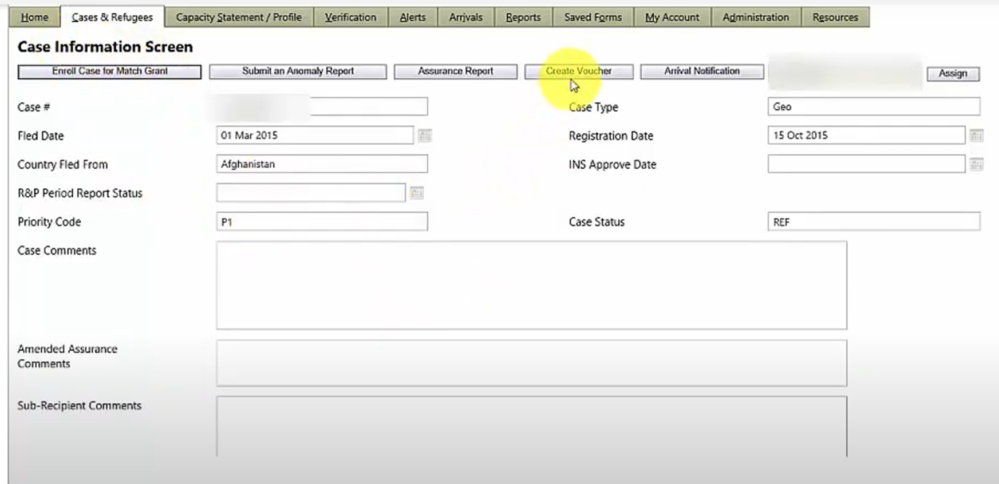 Home Cases & Refugees Capacity Statement / Profile Verification Alerts Arrivals Reports Saved Forms My Account Administration Resources
Case Information Screen
Enroll Case for Match Grant Submit an Anomaly Report Assurance Report Create Voucher Arrival Notification Assign
Case # Case Type Geo
Fled Date 01 Mar 2015 Registration Date 15 Oct 2015
Country Fled From Afghanistan INS Approve Date
R&P Period Report Status
Priority Code P1 Case Status REF
Case Comments
Amended Assurance
Comments
Sub-Recipient Comments